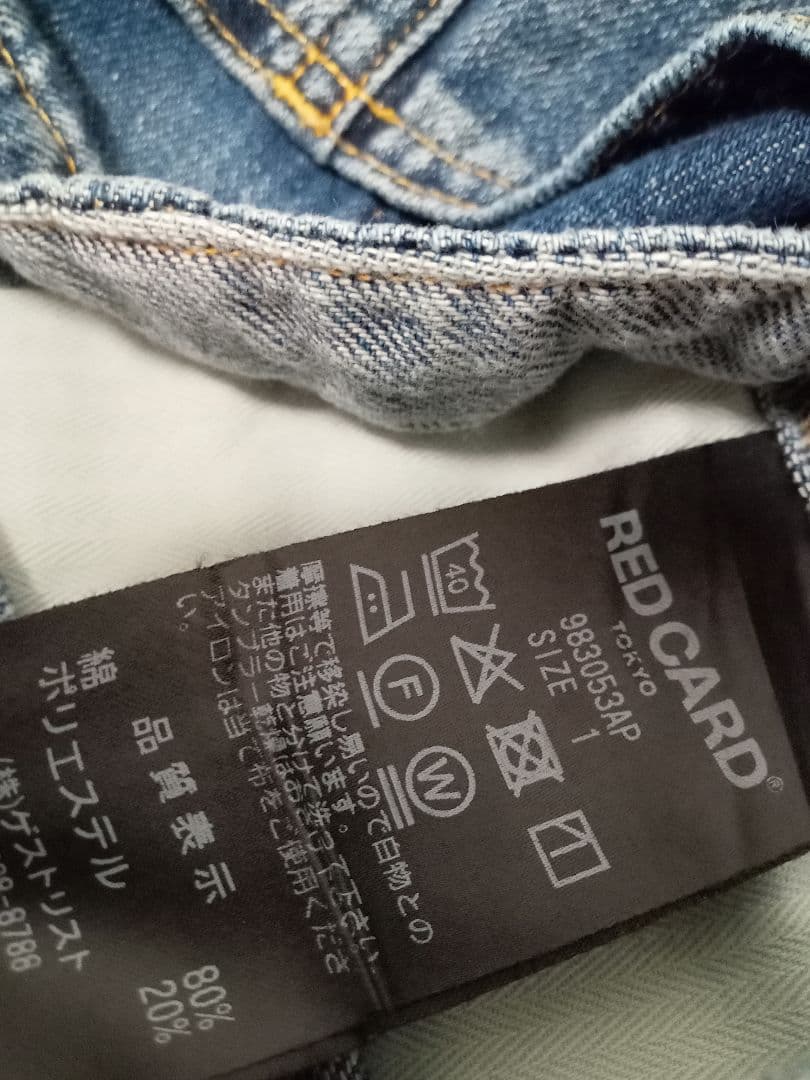 RED CARD®
TOKYO
983053AP
SIZE 1
40
F
W
摩擦等で移染し易いので白物との
着用はご注意願います。
また他の物と分けて洗って下さい。
タンブラー乾燥はお避け下さい。
アイロンは当て布をご使用くださ
い。
品質表示
綿 80%
ポリエステル 20%
(株)ゲストリスト
-8786